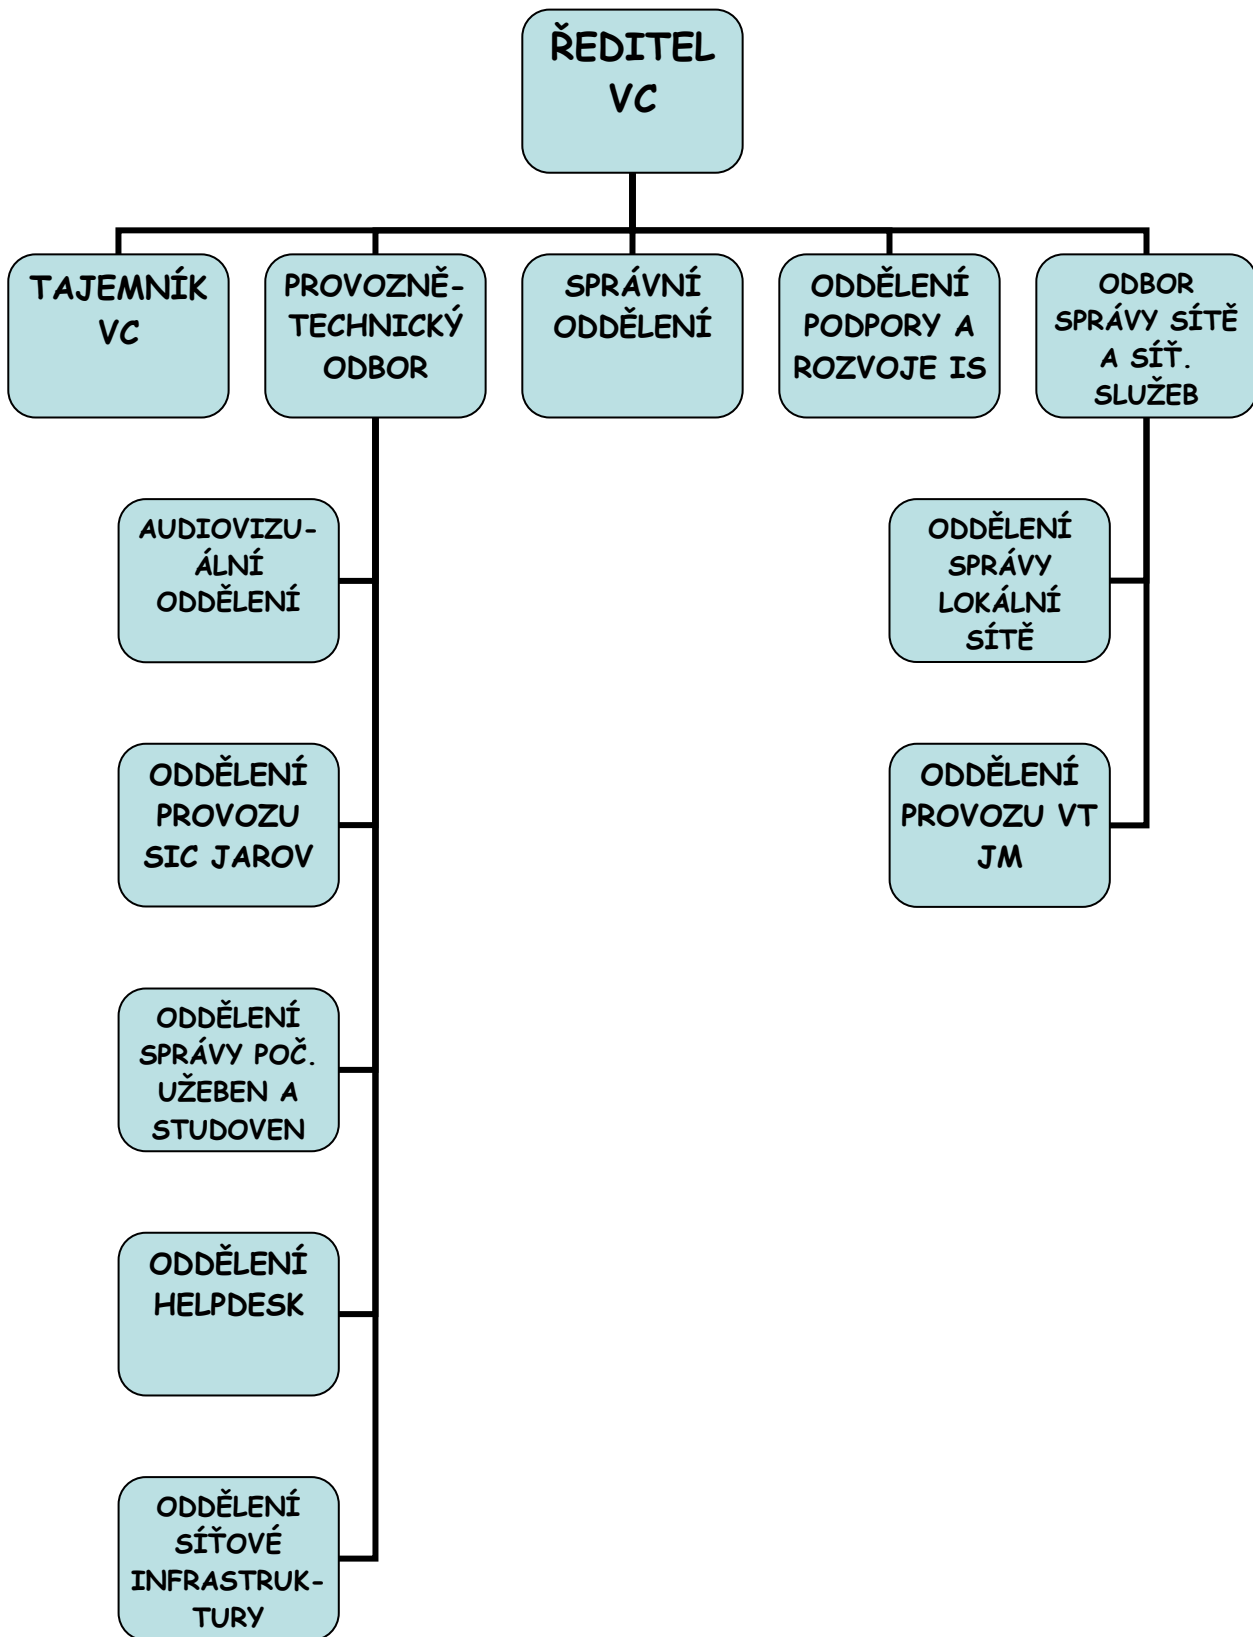 ŘEDITEL
VC
TAJEMNÍK
VC
PROVOZNĚ-
TECHNICKÝ
ODBOR
SPRÁVNÍ
ODDĚLENÍ
ODDĚLENÍ
PODPORY A
ROZVOJE IS
ODBOR
SPRÁVY SÍTĚ
A SÍŤ.
SLUŽEB
AUDIOVIZU-
ÁLNÍ
ODDĚLENÍ
ODDĚLENÍ
PROVOZU
SIC JAROV
ODDĚLENÍ
SPRÁVY POČ.
UŽEBEN A
STUDOVEN
ODDĚLENÍ
HELPDESK
ODDĚLENÍ
SÍŤOVÉ
INFRASTRUK-
TURY
ODDĚLENÍ
SPRÁVY
LOKÁLNÍ
SÍTĚ
ODDĚLENÍ
PROVOZU VT
JM